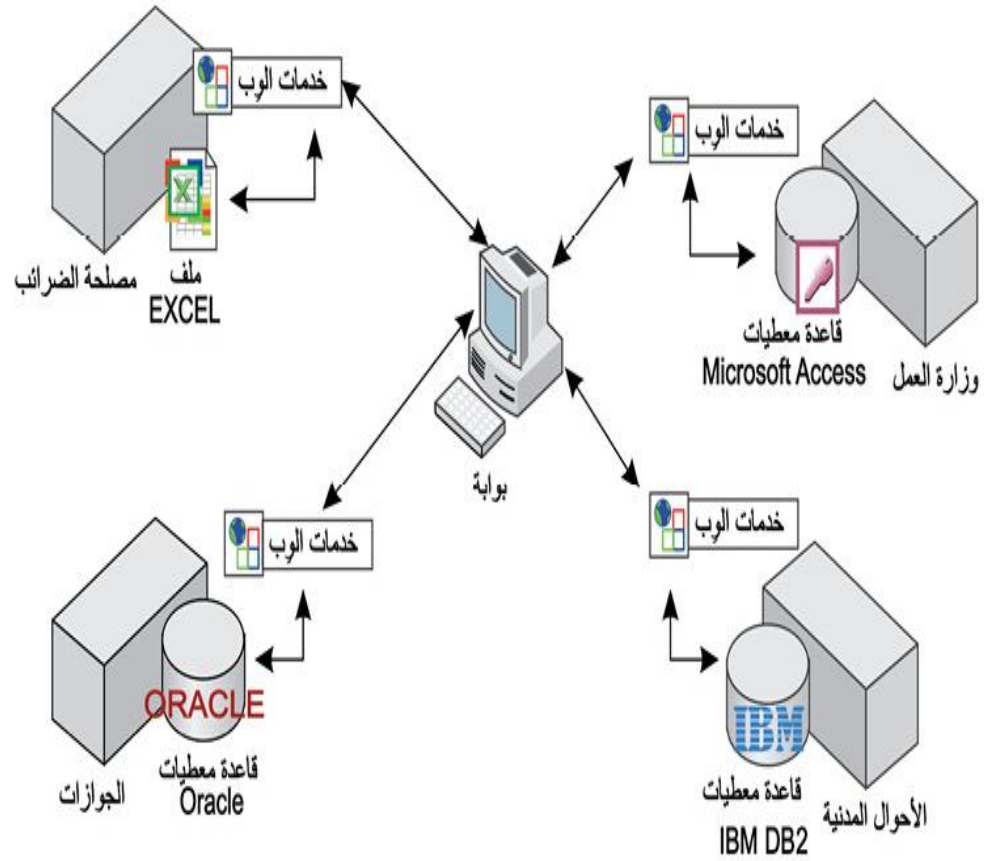 خدمات الوب
مصلحة الضرائب
ملف
EXCEL
خدمات الوب
قاعدة معطيات
Microsoft Access
وزارة العمل
بوابة
خدمات الوب
ORACLE
الجوازات
قاعدة معطيات
Oracle
خدمات الوب
IBM
قاعدة معطيات
IBM DB2
الأحوال المدنية